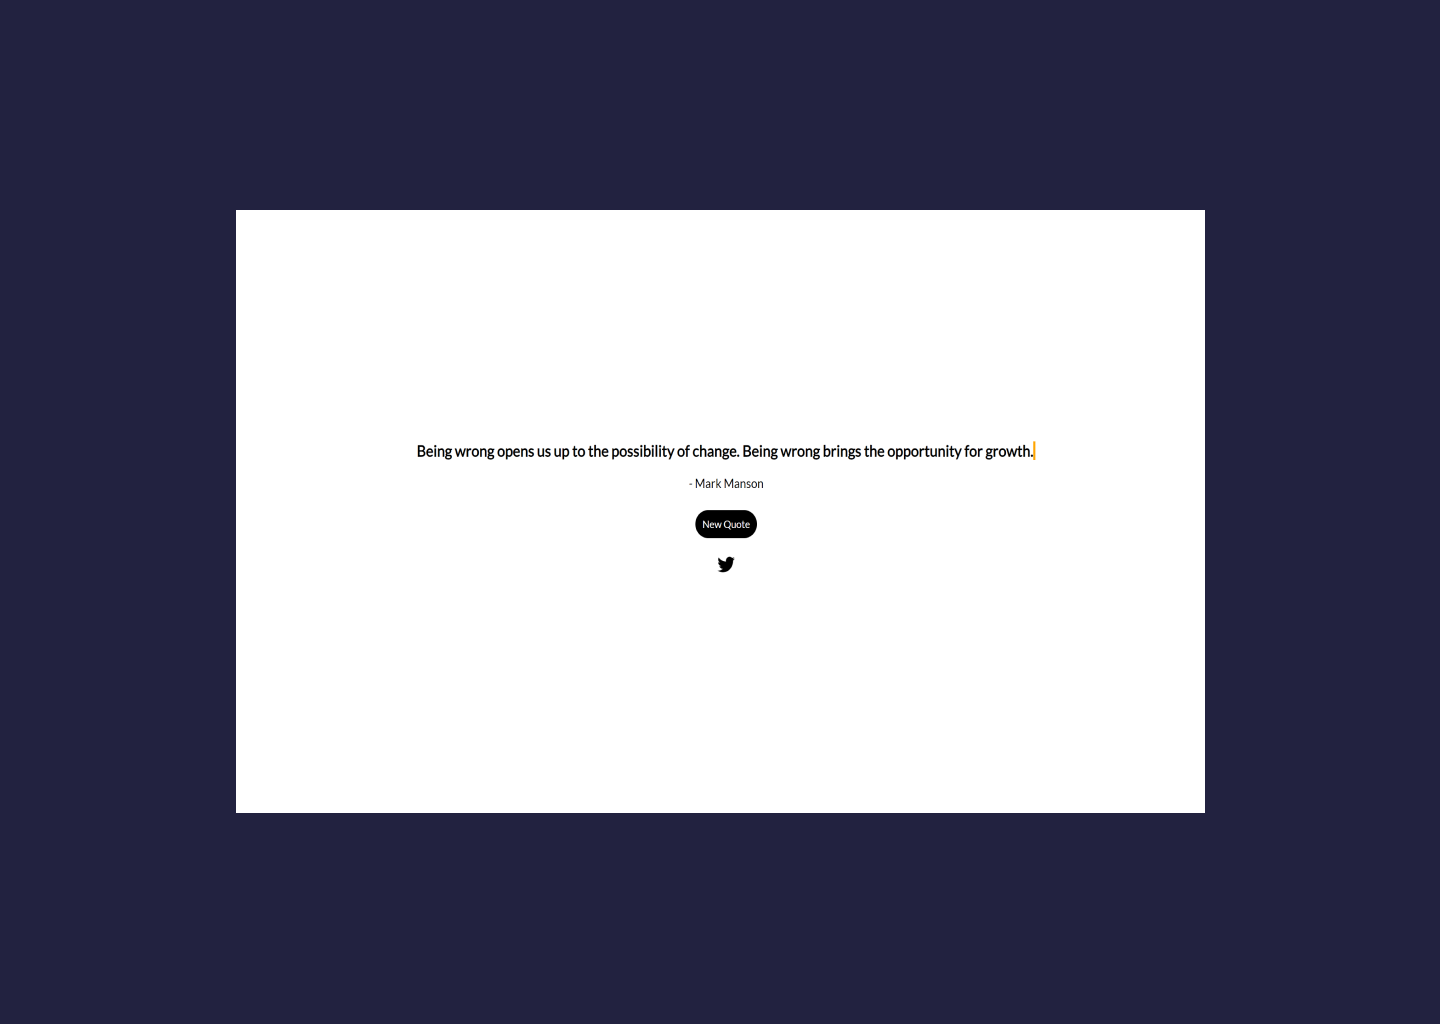 Being wrong opens us up to the possibility of change. Being wrong brings the opportunity for growth.
- Mark Manson
New Quote